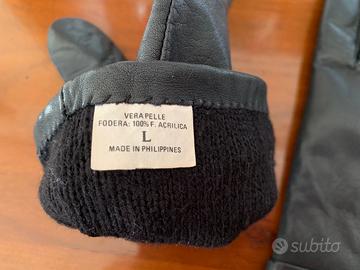 VERA PELLE
FODERA: 100% F. ACRILICA
L
MADE IN PHILIPPINES
subito